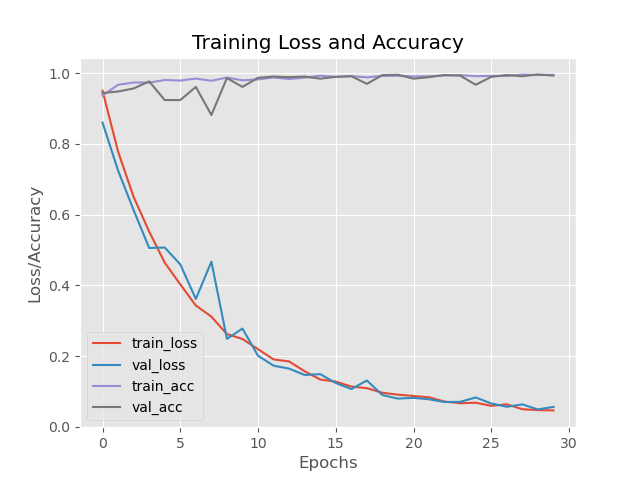 Training Loss and Accuracy
Loss/Accuracy
1.0
0.8
0.6
0.4
0.2
0.0
train_loss
val_loss
train_acc
val_acc
0 5 10 15 20 25 30
Epochs